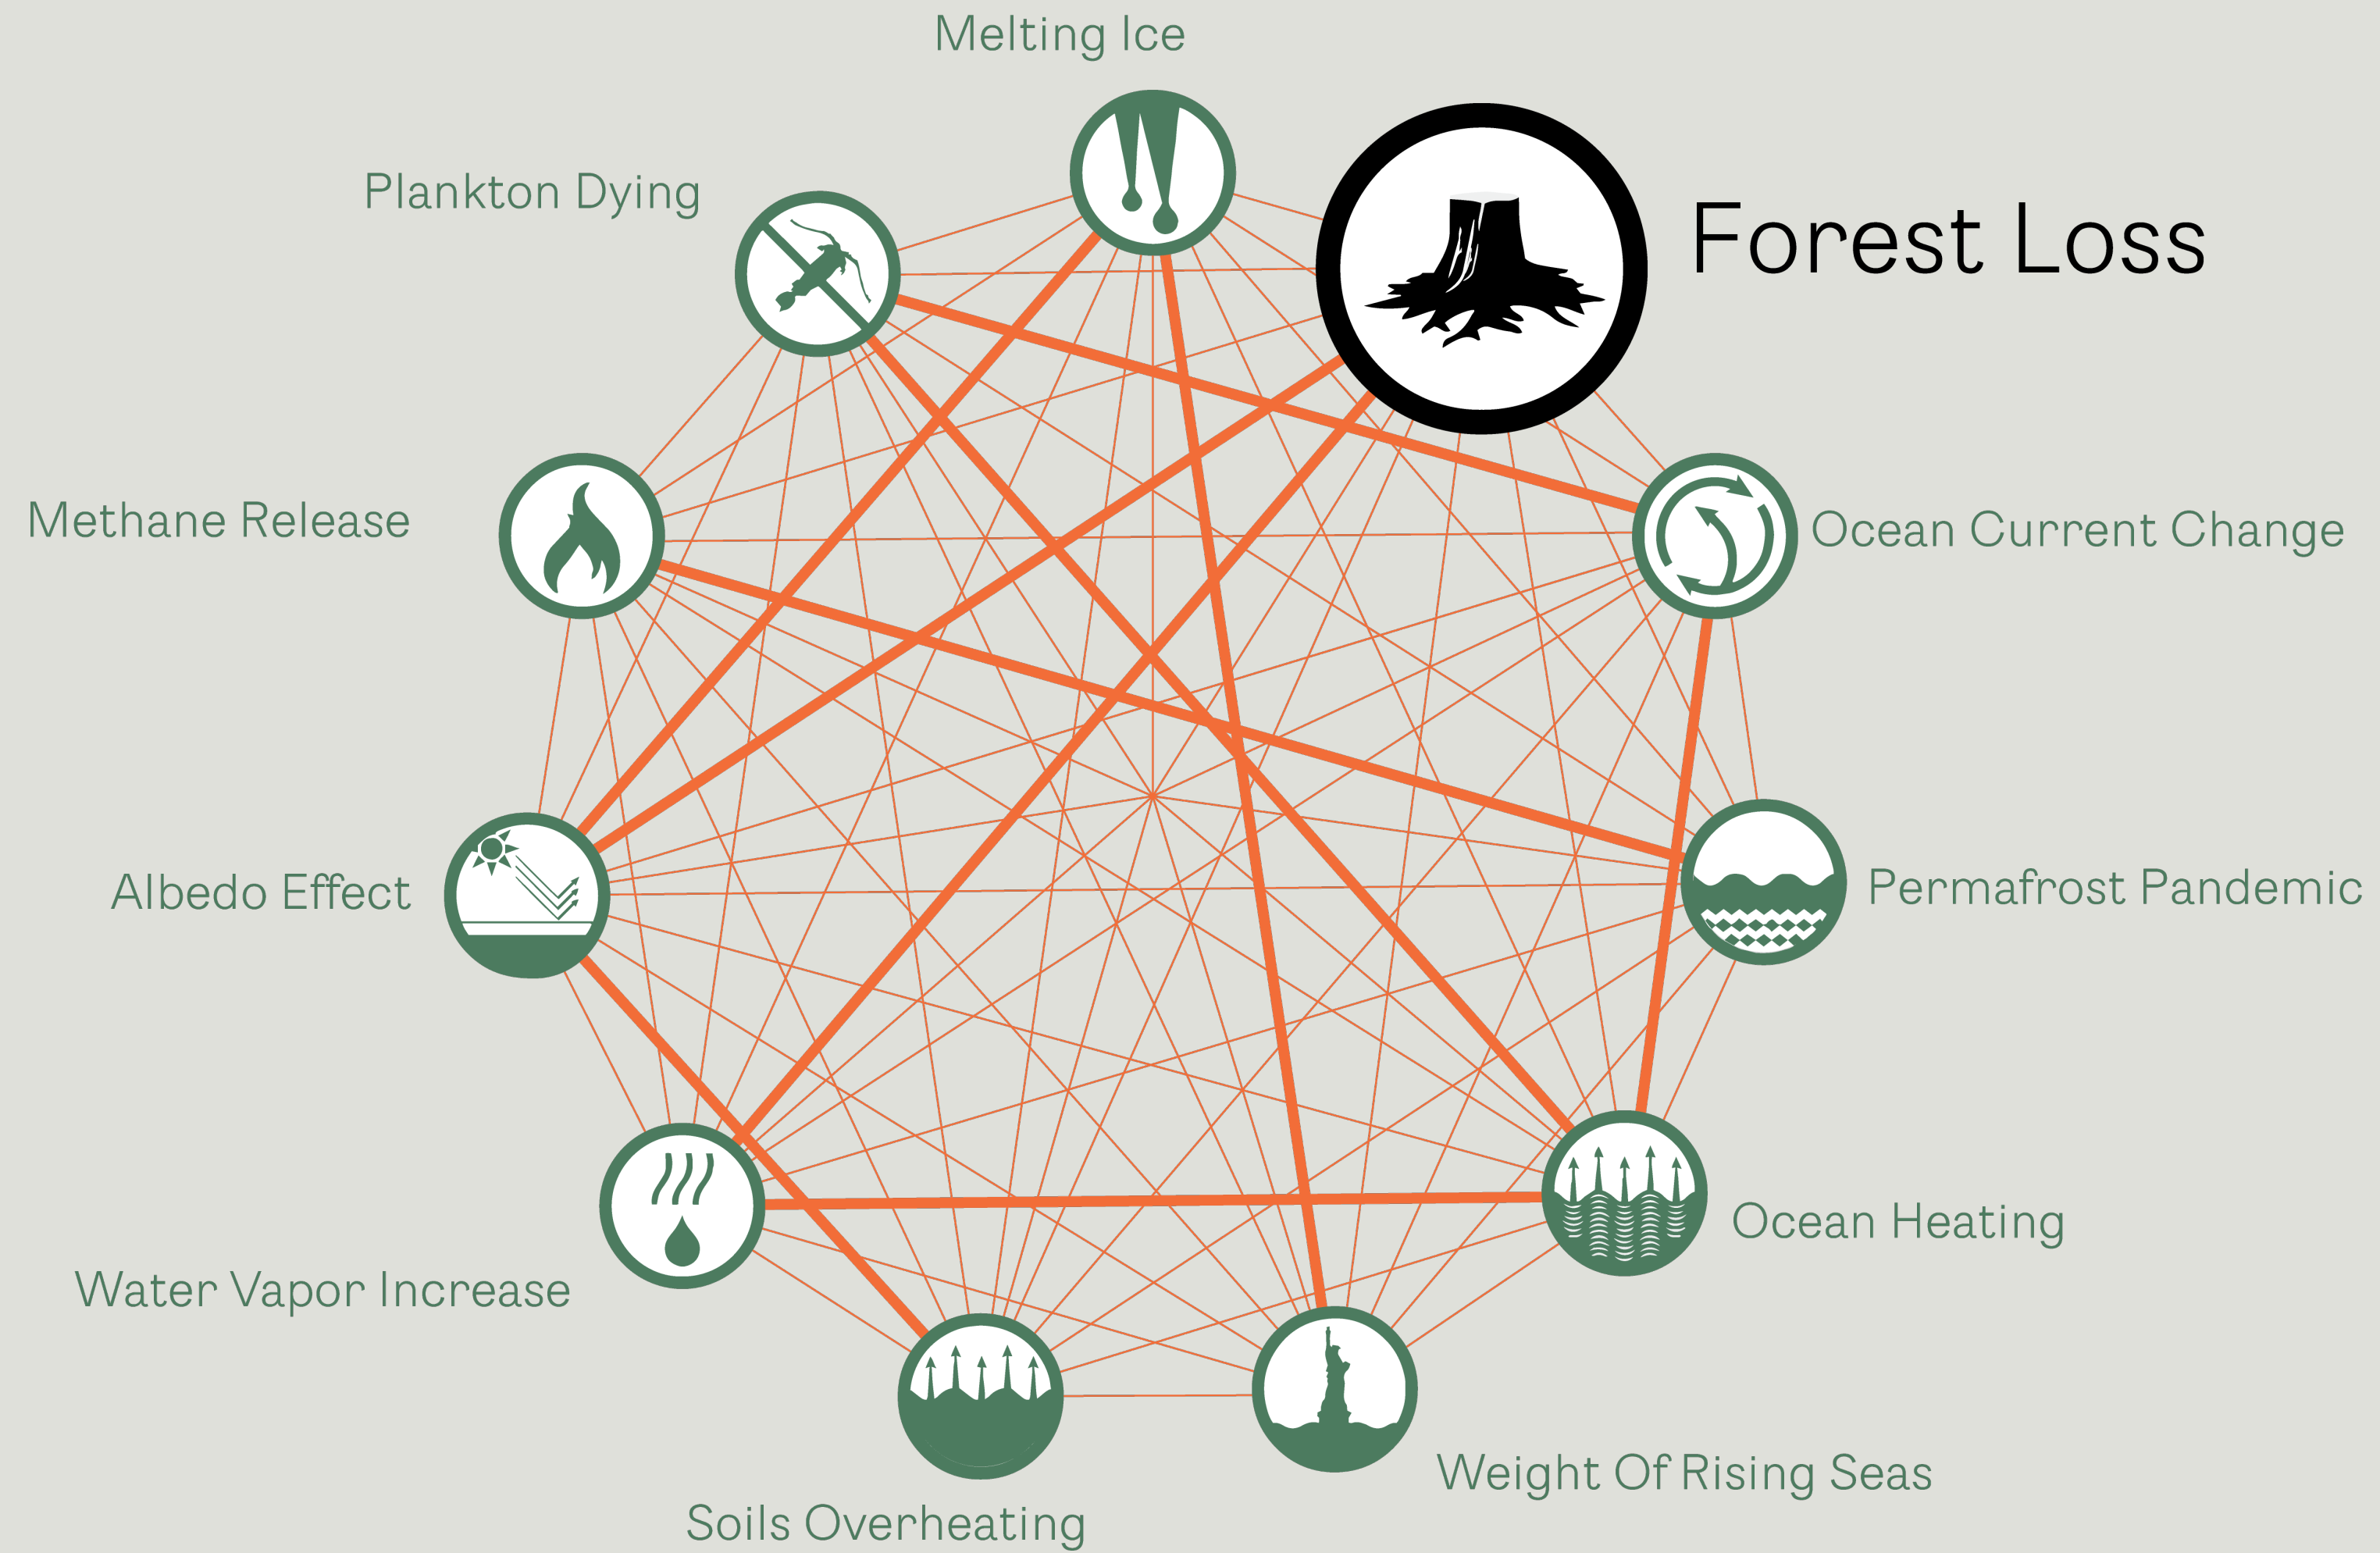 Melting Ice
Plankton Dying
Forest Loss
Methane Release
Ocean Current Change
Albedo Effect
Permafrost Pandemic
Ocean Heating
Water Vapor Increase
Weight Of Rising Seas
Soils Overheating